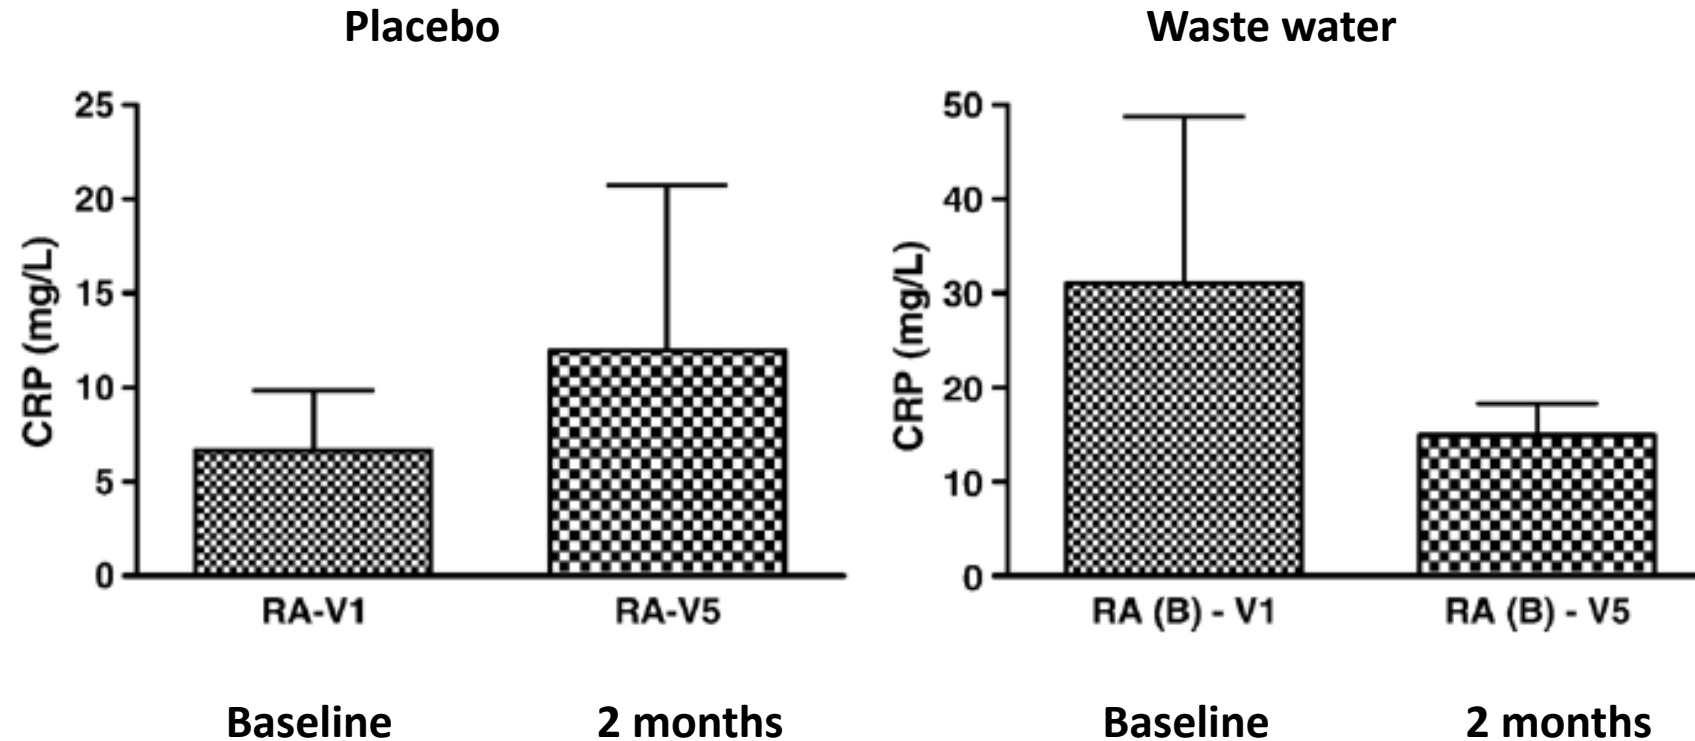 Placebo
25
20
15
10
5
0
CRP (mg/L)
RA-V1 RA-V5
Baseline 2 months
Waste water
50
40
30
20
10
0
CRP (mg/L)
RA (B) - V1 RA (B) - V5
Baseline 2 months